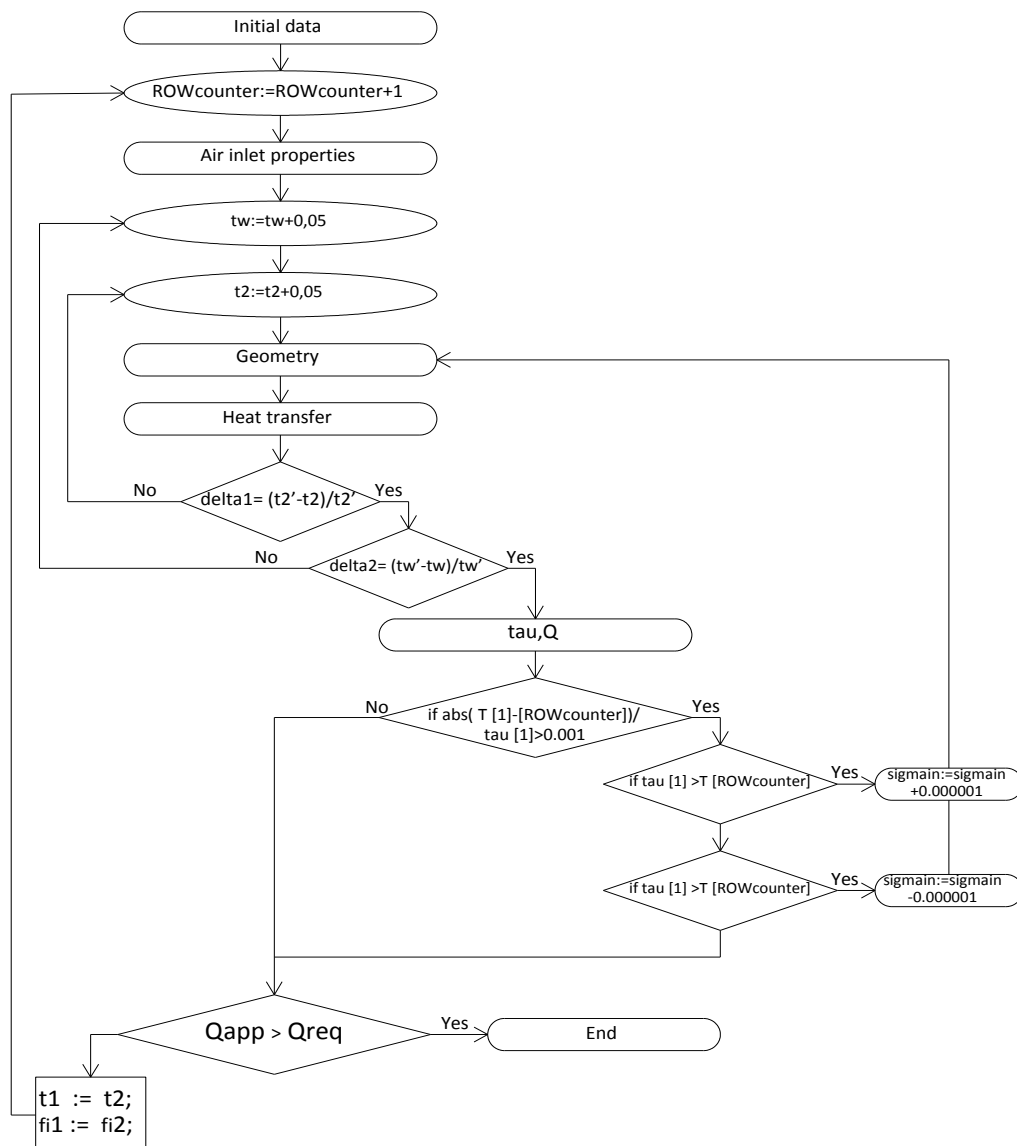 Initial data
ROWcounter:=ROWcounter+1
Air inlet properties
tw:=tw+0,05
t2:=t2+0,05
Geometry
Heat transfer
No
delta1= (t2’-t2)/t2’
Yes
No
delta2= (tw’-tw)/tw’
Yes
tau,Q
No
if abs( T [1]-[ROWcounter])/
tau [1]>0.001
Yes
if tau [1] >T [ROWcounter]
Yes
sigmain:=sigmain
+0.000001
if tau [1] >T [ROWcounter]
Yes
sigmain:=sigmain
-0.000001
Qapp > Qreq
Yes
End
t1 := t2;
fi1 := fi2;